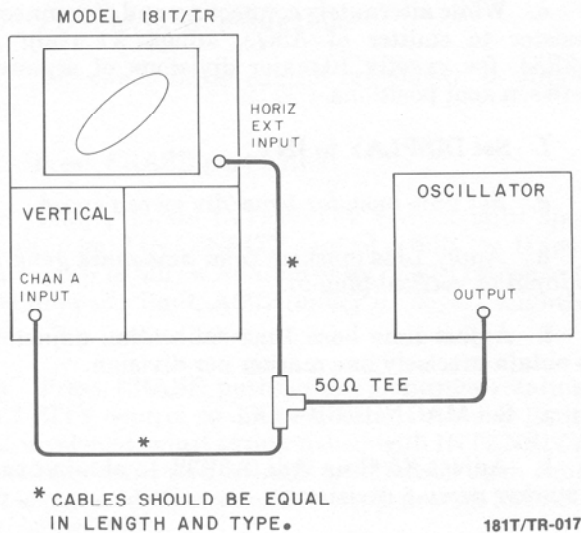 MODEL 181T/TR
HORIZ
EXT
INPUT
VERTICAL
CHAN A
INPUT
OSCILLATOR
OUTPUT
*
50Ω TEE
*
* CABLES SHOULD BE EQUAL
IN LENGTH AND TYPE.
181T/TR-017